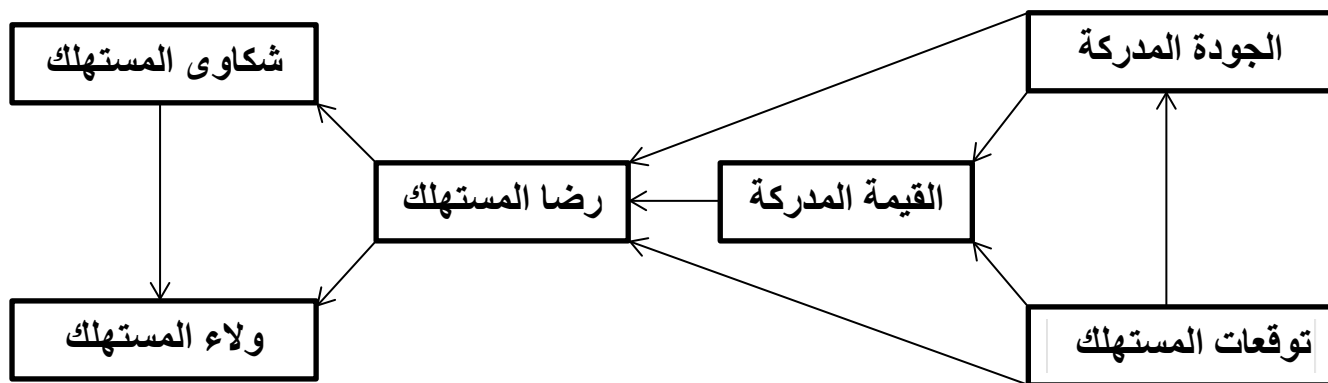 الجودة المدركة
شكاوى المستهلك
القيمة المدركة
رضا المستهلك
توقعات المستهلك
ولاء المستهلك